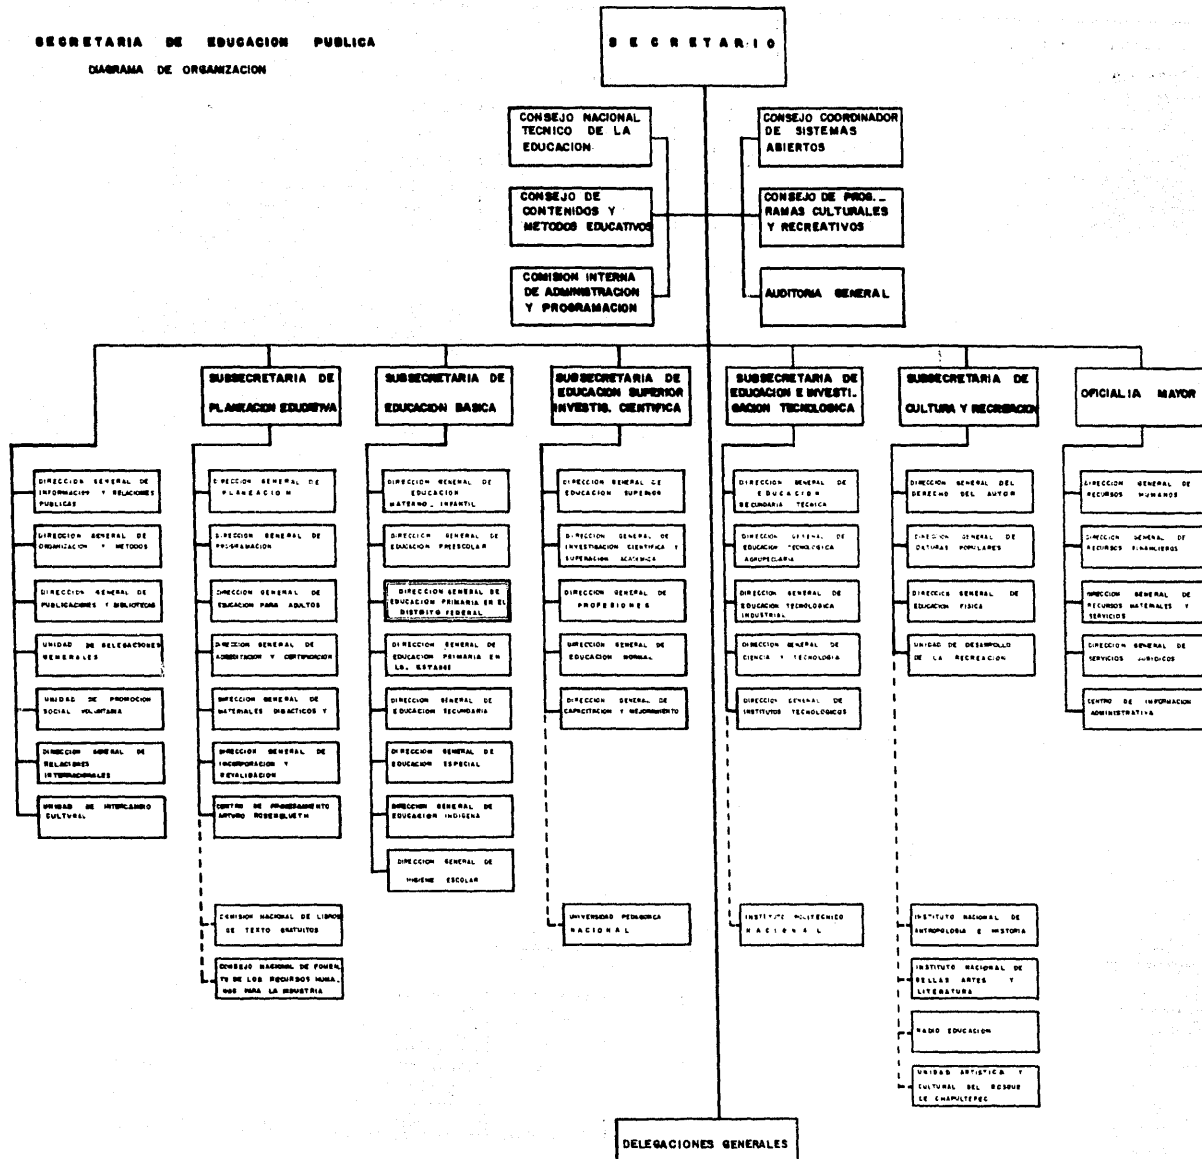 SECRETARIA DE EDUCACION PUBLICA
DIAGRAMA DE ORGANIZACION
SECRETARIO
CONSEJO NACIONAL
TECNICO DE LA
EDUCACION
CONSEJO COORDINADOR
DE SISTEMAS
ABIERTOS
CONSEJO DE
CONTENIDOS Y
METODOS EDUCATIVOS
CONSEJO DE PROG_
RAMAS CULTURALES
Y RECREATIVOS
COMISION INTERNA
DE ADMINISTRACION
Y PROGRAMACION
AUDITORIA GENERAL
SUBSECRETARIA DE
PLANEACION EDUCATIVA
SUBSECRETARIA DE
EDUCACION BASICA
SUBSECRETARIA DE
EDUCACION SUPERIOR
INVESTIG. CIENTIFICA
SUBSECRETARIA DE
EDUCACION E INVESTI.
GACION TECNOLOGICA
SUBSECRETARIA DE
CULTURA Y RECREACION
OFICIALIA MAYOR
DIRECCION GENERAL DE
INFORMACION Y RELACIONES
PUBLICAS
DIRECCION GENERAL DE
ORGANIZACION Y METODOS
DIRECCION GENERAL DE
PUBLICACIONES Y BIBLIOTECAS
UNIDAD DE DELEGACIONES
GENERALES
UNIDAD DE PROMOCION
SOCIAL VOLUNTARIA
DIRECCION GENERAL DE
RELACIONES
INTERNACIONALES
UNIDAD DE INTERCAMBIO
CULTURAL
DIRECCION GENERAL DE
PLANEACION
DIRECCION GENERAL DE
PROGRAMACION
DIRECCION GENERAL DE
EDUCACION PARA ADULTOS
DIRECCION GENERAL DE
ACREDITACION Y CERTIFICACION
DIRECCION GENERAL DE
MATERIALES DIDACTICOS Y
DIRECCION GENERAL DE
INCORPORACION Y
REVALIDACION
CENTRO DE PROCESAMIENTO
ARTURO ROSENBLUETH
COMISION NACIONAL DE LIBROS
DE TEXTO GRATUITOS
CONSEJO NACIONAL DE FOMEN_
TO DE LOS RECURSOS HUMA_
NOS PARA LA INDUSTRIA
DIRECCION GENERAL DE
EDUCACION
MATERNO_INFANTIL
DIRECCION GENERAL DE
EDUCACION PREESCOLAR
DIRECCION GENERAL DE
EDUCACION PRIMARIA EN EL
DISTRITO FEDERAL
DIRECCION GENERAL DE
EDUCACION PRIMARIA EN
DIRECCION GENERAL DE
EDUCACION SECUNDARIA
DIRECCION GENERAL DE
EDUCACION ESPECIAL
DIRECCION GENERAL DE
EDUCACION INDIGENA
DIRECCION GENERAL DE
HIGIENE ESCOLAR
DIRECCION GENERAL DE
EDUCACION SUPERIOR
DIRECCION GENERAL DE
INVESTIGACION CIENTIFICA Y
SUPERACION ACADEMICA
DIRECCION GENERAL DE
PROFESIONES
DIRECCION GENERAL DE
EDUCACION NORMAL
DIRECCION GENERAL DE
CAPACITACION Y MEJORAMIENTO
UNIVERSIDAD PEDAGOGICA
NACIONAL
DIRECCION GENERAL DE
EDUCACION
SECUNDARIA TECNICA
DIRECCION GENERAL DE
EDUCACION TECNOLOGICA
AGROPECUARIA
DIRECCION GENERAL DE
EDUCACION TECNOLOGICA
INDUSTRIAL
DIRECCION GENERAL DE
CIENCIA Y TECNOLOGIA
DIRECCION GENERAL DE
INSTITUTOS TECNOLOGICOS
INSTITUTO POLITECNICO
NACIONAL
DIRECCION GENERAL DEL
DERECHO DEL AUTOR
DIRECCION GENERAL DE
CULTURAS POPULARES
DIRECCION GENERAL DE
EDUCACION FISICA
UNIDAD DE DESARROLLO
DE LA RECREACION
INSTITUTO NACIONAL DE
ANTROPOLOGIA E HISTORIA
INSTITUTO NACIONAL DE
BELLAS ARTES Y
LITERATURA
RADIO EDUCACION
UNIDAD ARTISTICA Y
CULTURAL DEL BOSQUE
DE CHAPULTEPEC
DIRECCION GENERAL DE
RECURSOS HUMANOS
DIRECCION GENERAL DE
RECURSOS FINANCIEROS
DIRECCION GENERAL DE
RECURSOS MATERIALES Y
SERVICIOS
DIRECCION GENERAL DE
SERVICIOS JURIDICOS
CENTRO DE INFORMACION
ADMINISTRATIVA
DELEGACIONES GENERALES